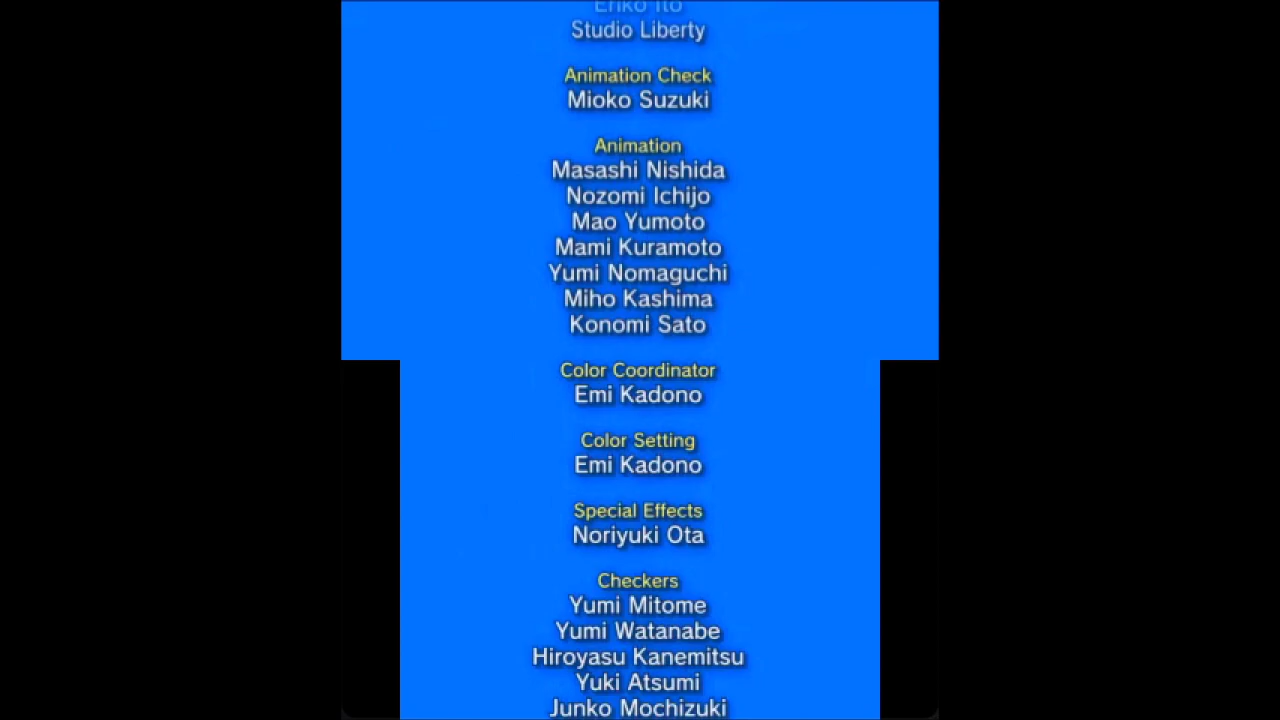 Eriko Ito
Studio Liberty
Animation Check
Mioko Suzuki
Animation
Masashi Nishida
Nozomi Ichijo
Mao Yumoto
Mami Kuramoto
Yumi Nomaguchi
Miho Kashima
Konomi Sato
Color Coordinator
Emi Kadono
Color Setting
Emi Kadono
Special Effects
Noriyuki Ota
Checkers
Yumi Mitome
Yumi Watanabe
Hiroyasu Kanemitsu
Yuki Atsumi
Junko Mochizuki